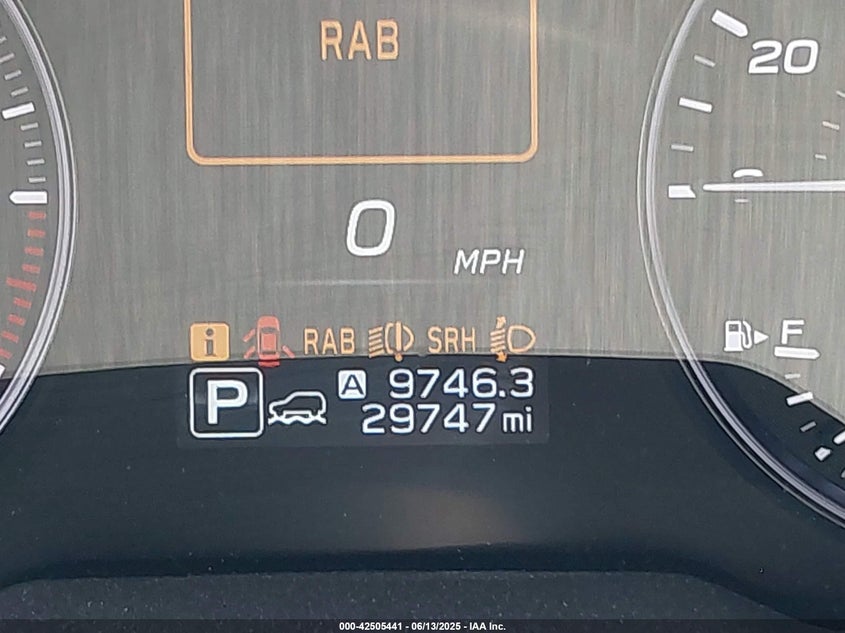 RAB
20
0
MPH
i RAB SRH
F
P A 9746.3
29747 mi
000-42505441 - 06/13/2025 - IAA Inc.